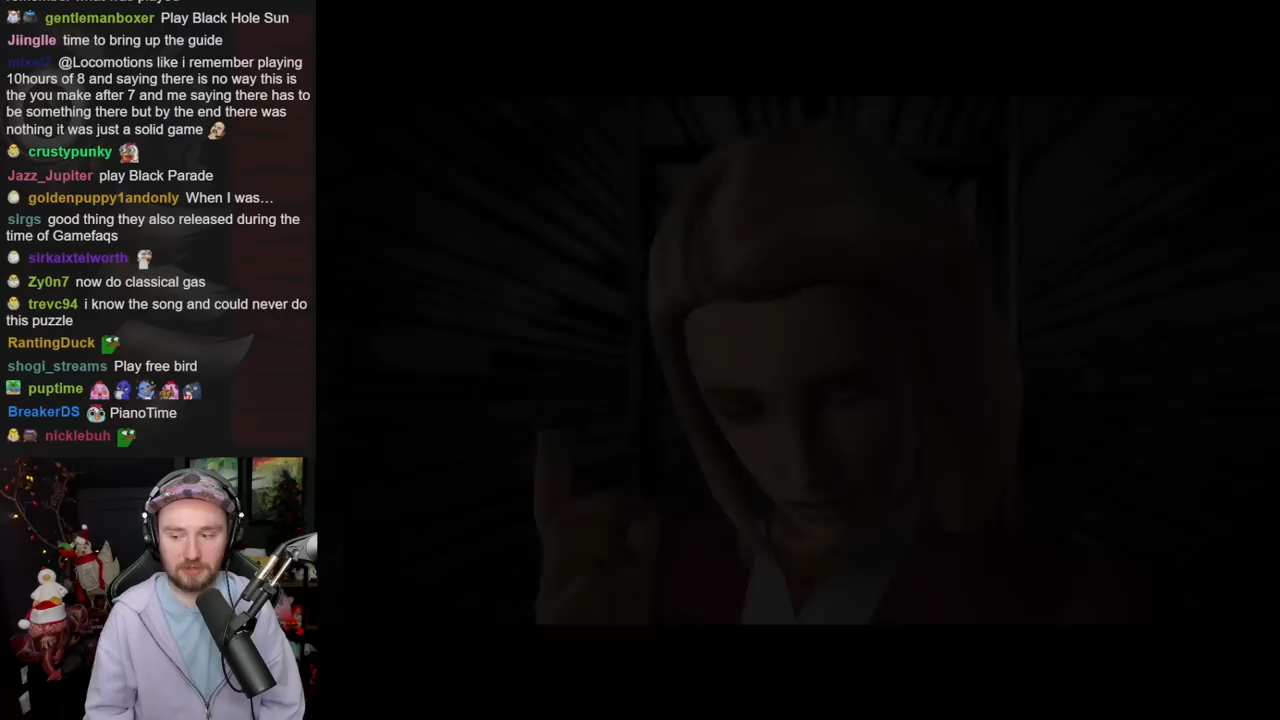 gentlemanboxer Play Black Hole Sun
Jiinglle time to bring up the guide
mixel7 @Locomotions like i remember playing
10hours of 8 and saying there is no way this is
the you make after 7 and me saying there has to
be something there but by the end there was
nothing it was just a solid game
crustypunky
Jazz_Jupiter play Black Parade
goldenpuppy1andonly When I was…
slrgs good thing they also released during the
time of Gamefaqs
sirkaixtelworth
Zy0n7 now do classical gas
trevc94 i know the song and could never do
this puzzle
RantingDuck
shogi_streams Play free bird
puptime
BreakerDS PianoTime
nicklebuh